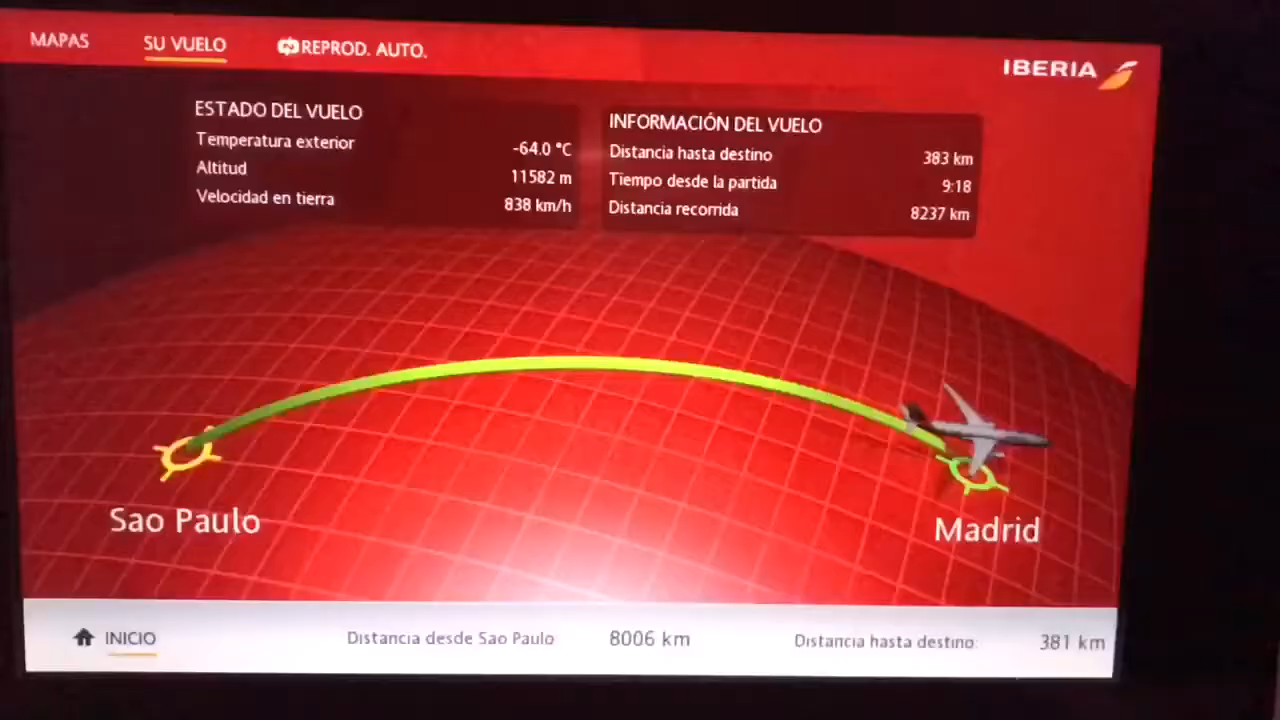 MAPAS SU VUELO REPROD. AUTO.
IBERIA
ESTADO DEL VUELO
Temperatura exterior -64.0 °C
Altitud 11582 m
Velocidad en tierra 838 km/h
INFORMACIÓN DEL VUELO
Distancia hasta destino 383 km
Tiempo desde la partida 9:18
Distancia recorrida 8237 km
Sao Paulo
Madrid
INICIO Distancia desde Sao Paulo 8006 km Distancia hasta destino: 381 km